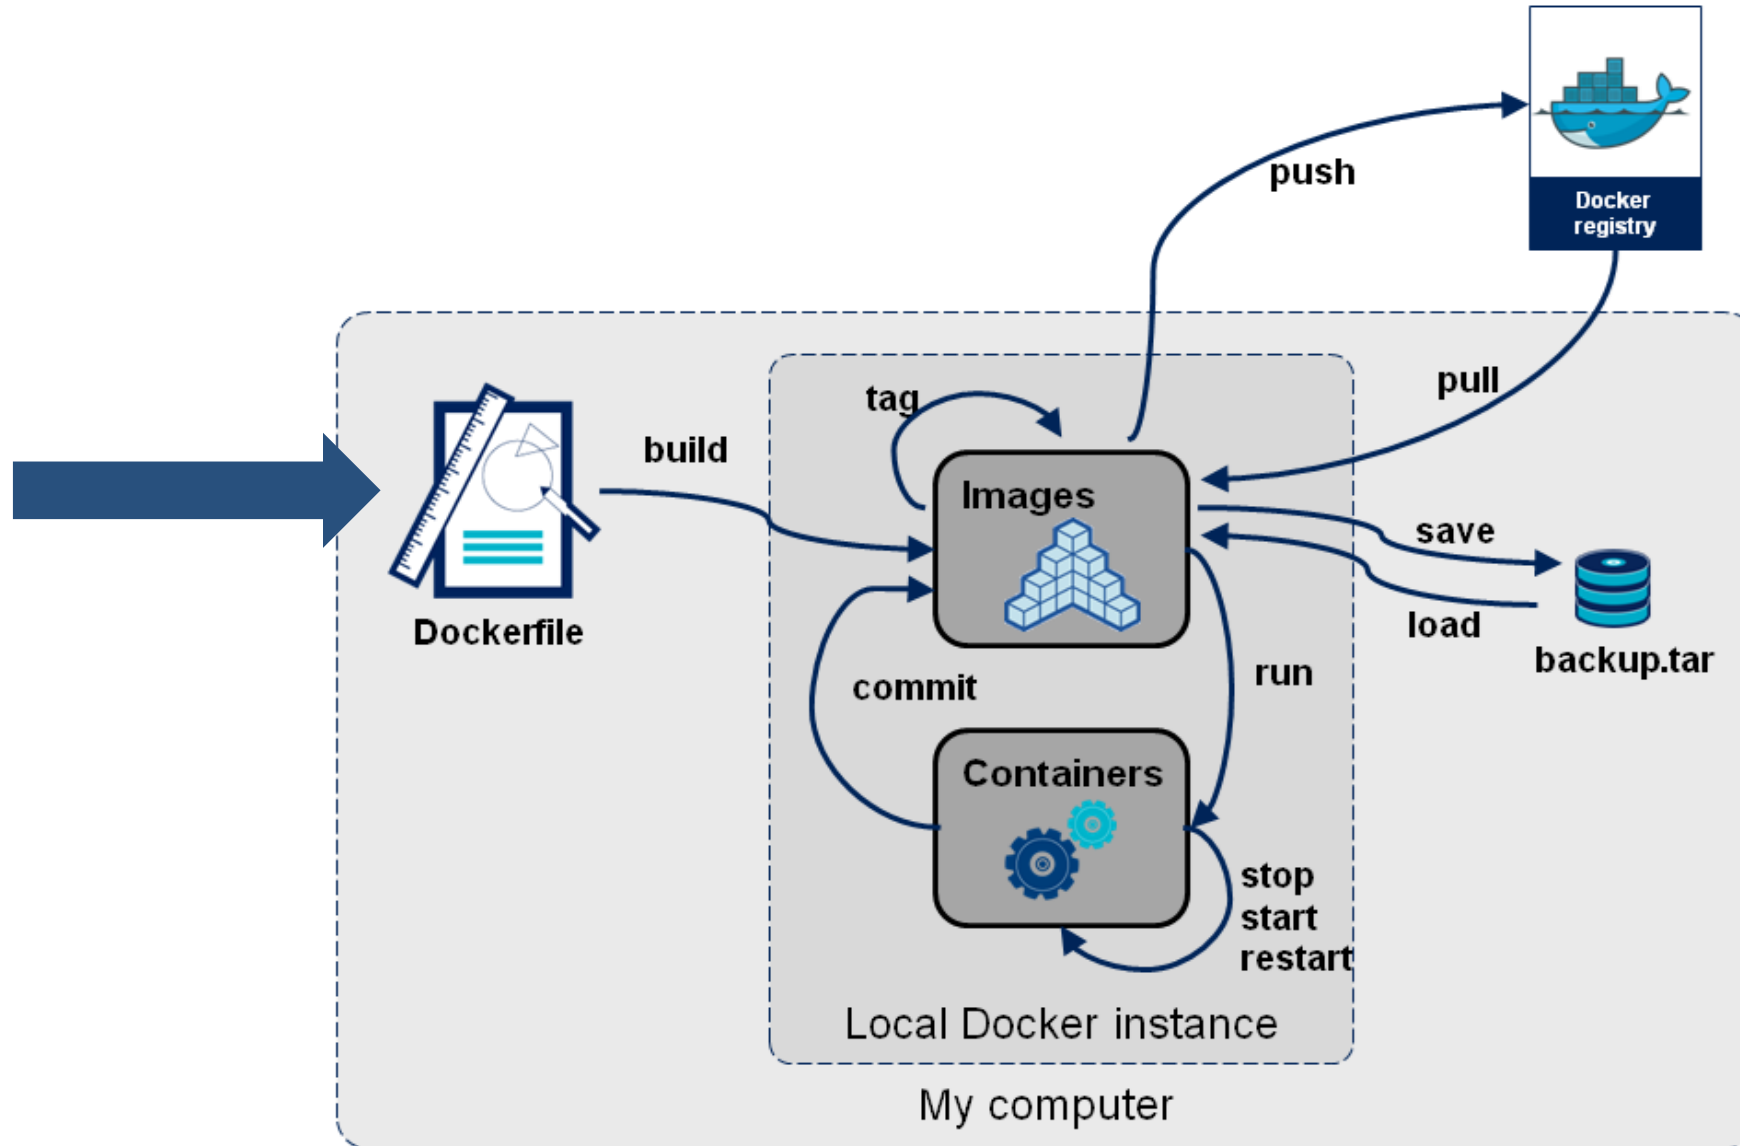 Docker
registry
push
pull
tag
build
Images
save
load
backup.tar
Dockerfile
commit
run
Containers
stop
start
restart
Local Docker instance
My computer